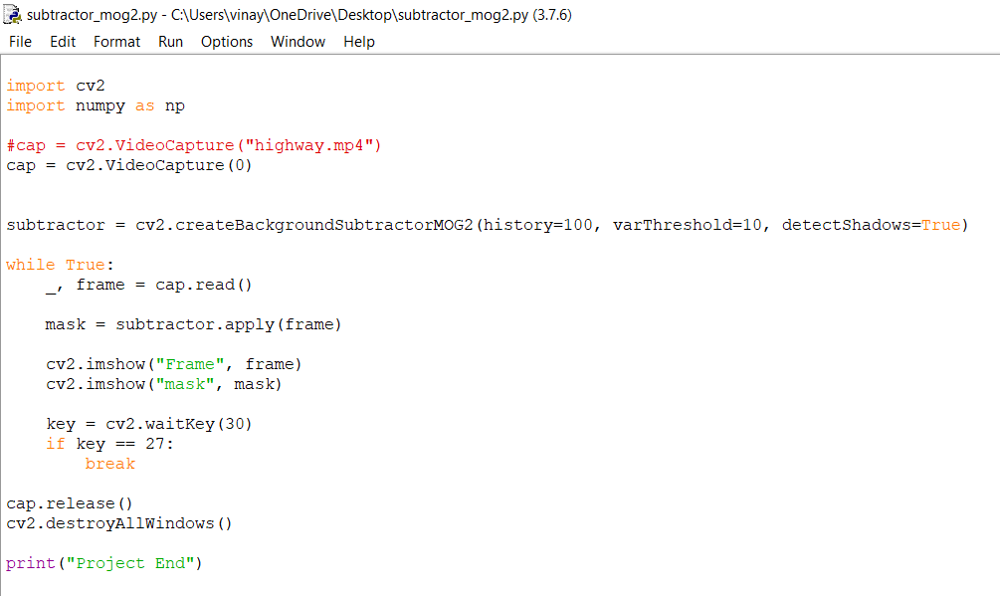 subtractor_mog2.py - C:\Users\vinay\OneDrive\Desktop\subtractor_mog2.py (3.7.6)
File Edit Format Run Options Window Help
import cv2
import numpy as np
#cap = cv2.VideoCapture("highway.mp4")
cap = cv2.VideoCapture(0)
subtractor = cv2.createBackgroundSubtractorMOG2(history=100, varThreshold=10, detectShadows=True)
while True:
    _, frame = cap.read()
    mask = subtractor.apply(frame)
    cv2.imshow("Frame", frame)
    cv2.imshow("mask", mask)
    key = cv2.waitKey(30)
    if key == 27:
        break
cap.release()
cv2.destroyAllWindows()
print("Project End")